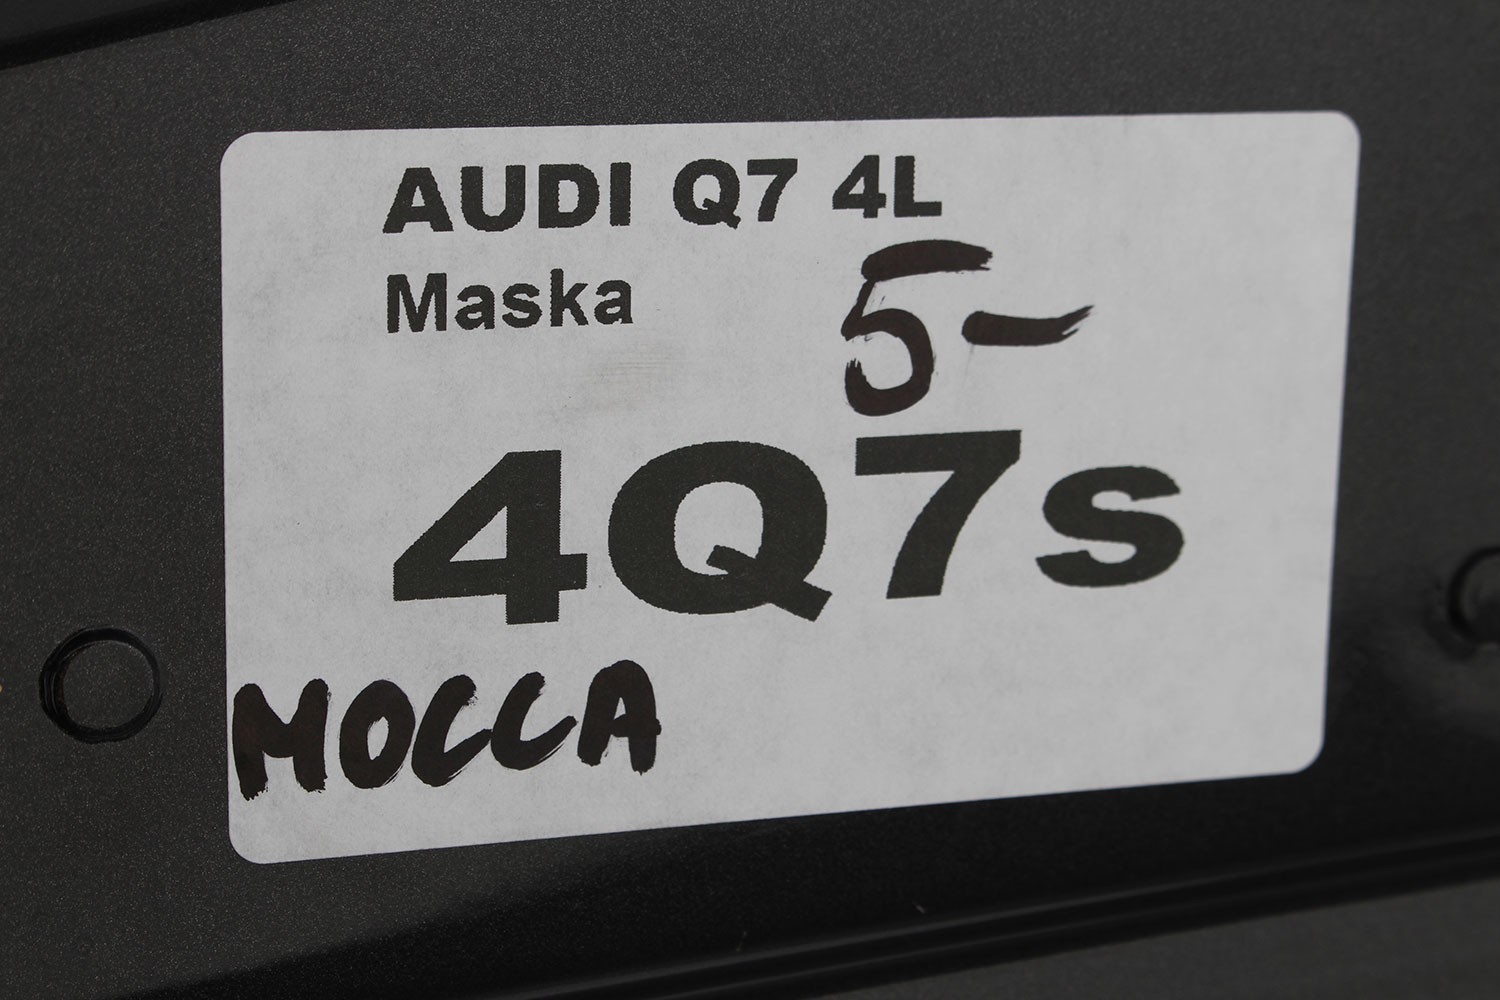 AUDI Q7 4L
Maska
5-
4Q7s
MOCCA